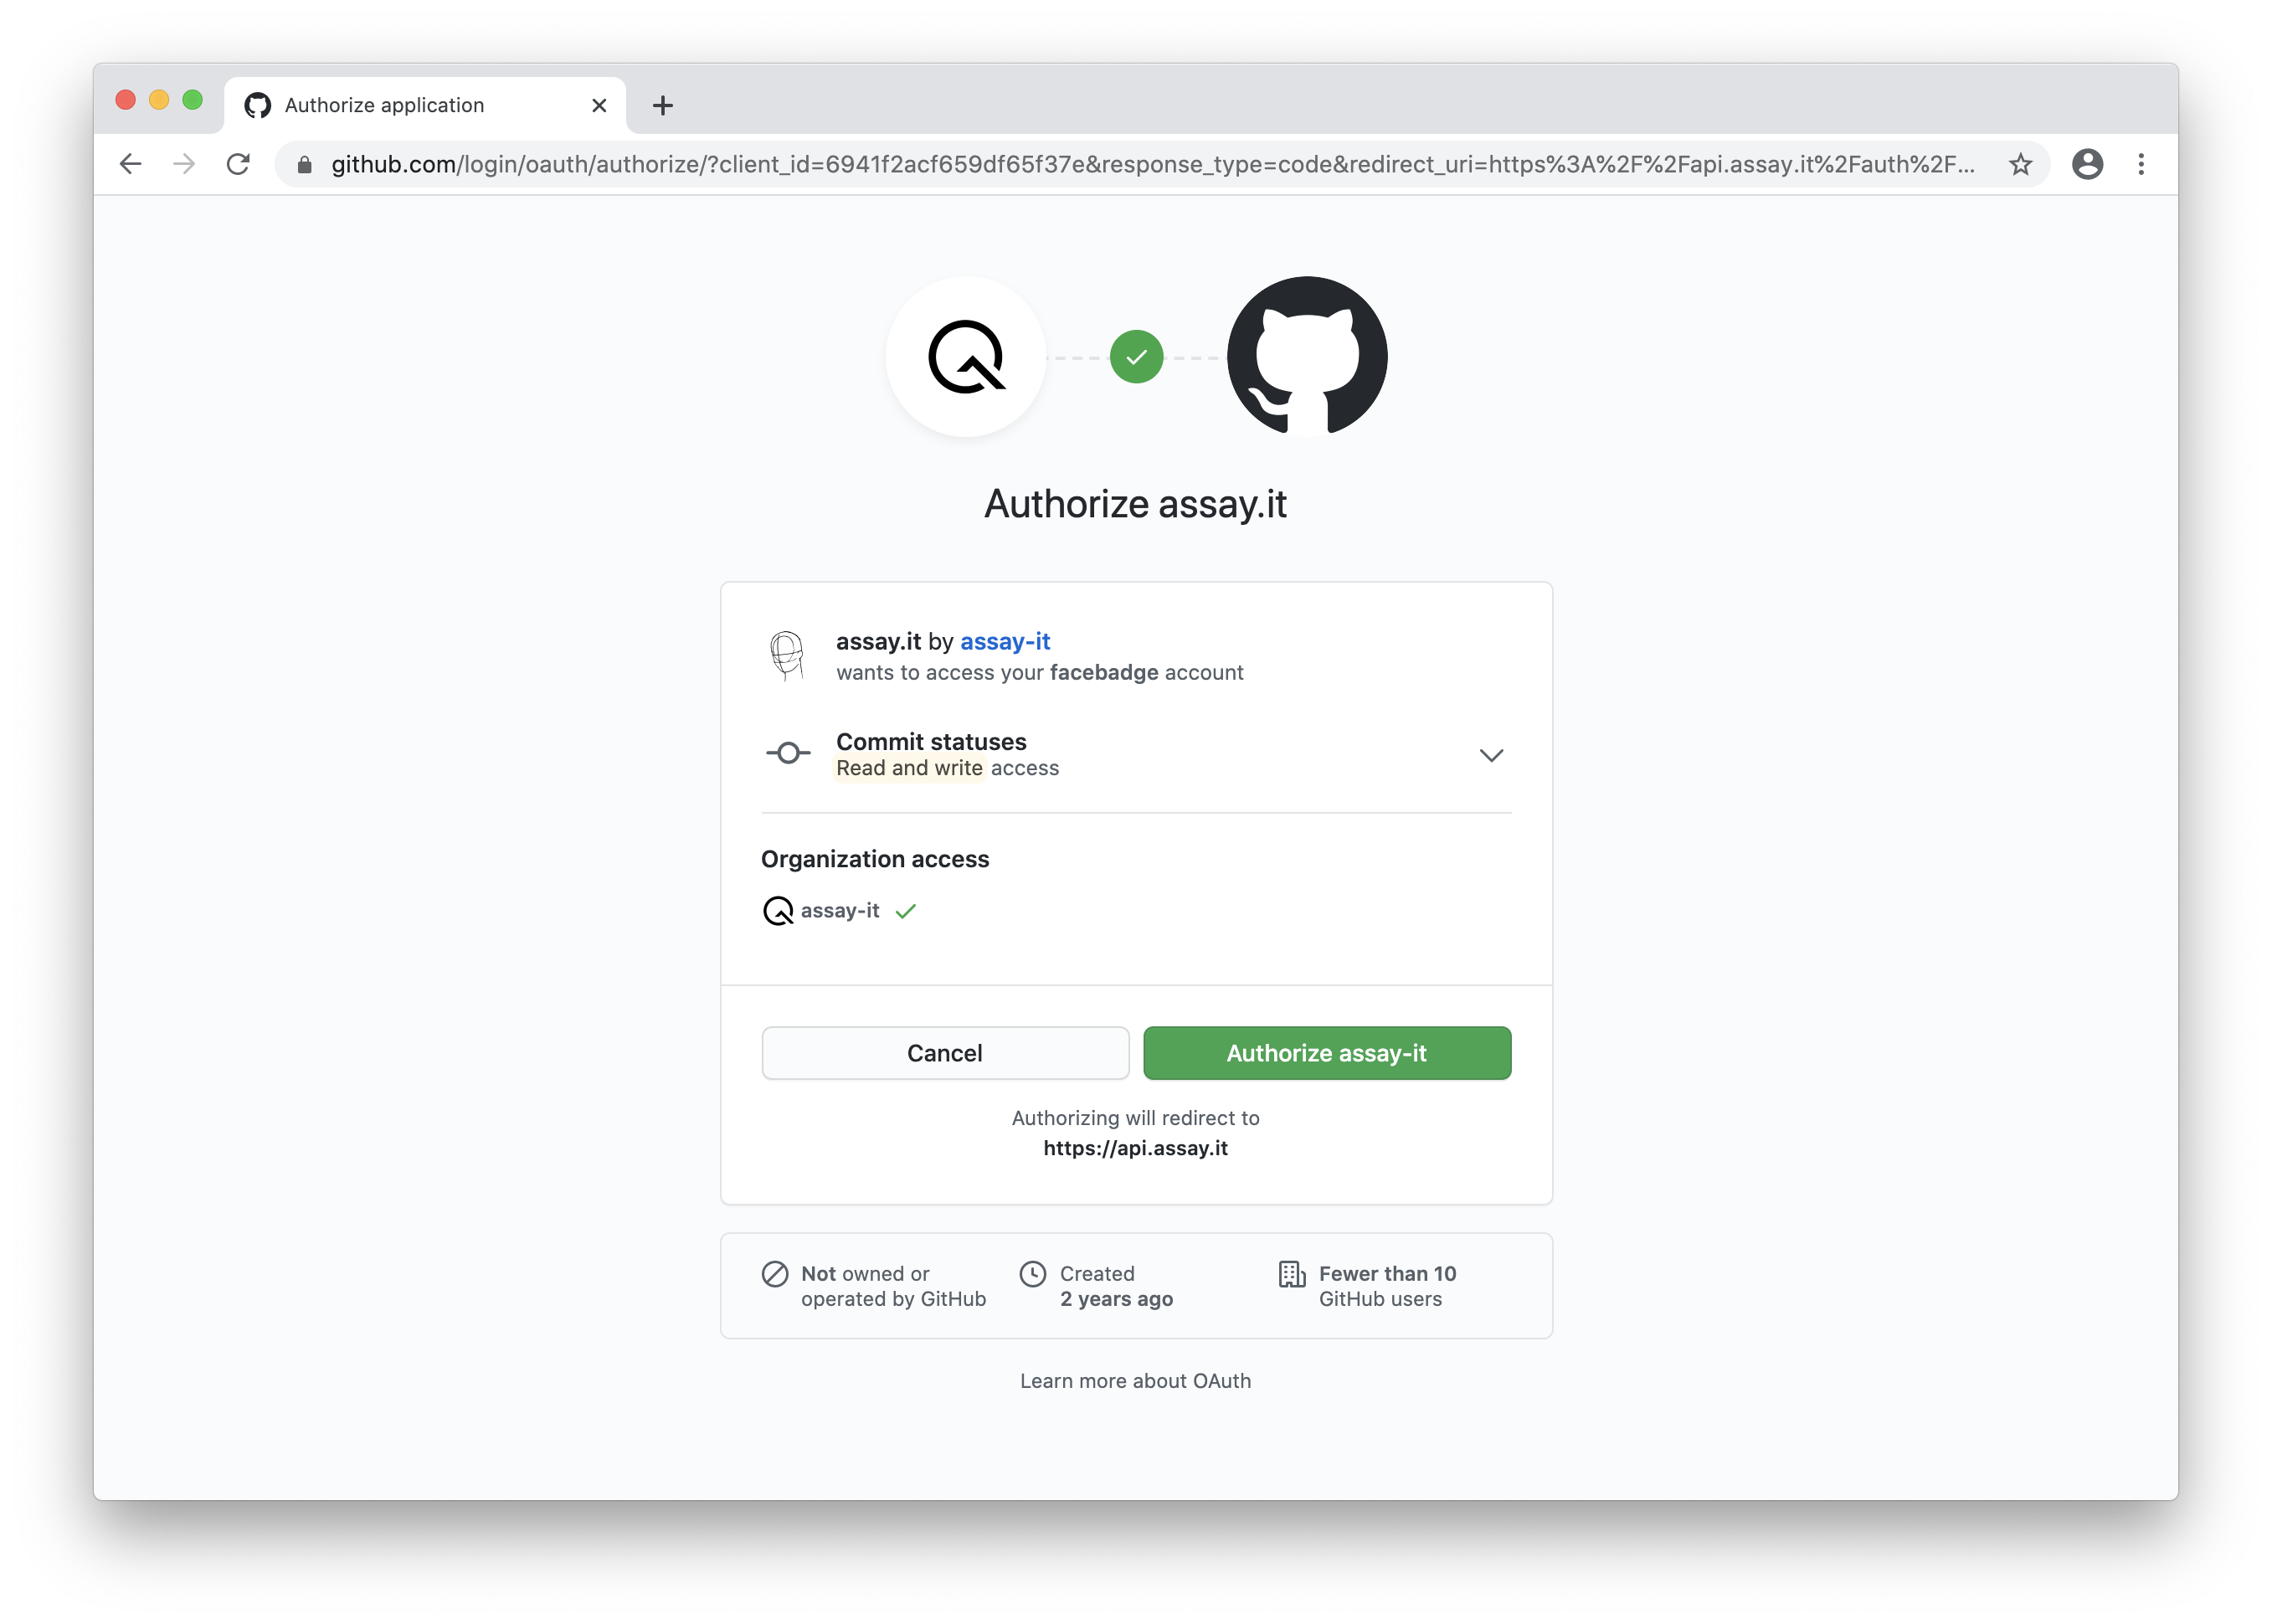 Authorize application
github.com/login/oauth/authorize/?client_id=6941f2acf659df65f37e&response_type=code&redirect_uri=https%3A%2F%2Fapi.assay.it%2Fauth%2F...
Authorize assay.it
assay.it by assay-it
wants to access your facebadge account
Commit statuses
Read and write access
Organization access
assay-it
Cancel
Authorize assay-it
Authorizing will redirect to
https://api.assay.it
Not owned or
operated by GitHub
Created
2 years ago
Fewer than 10
GitHub users
Learn more about OAuth